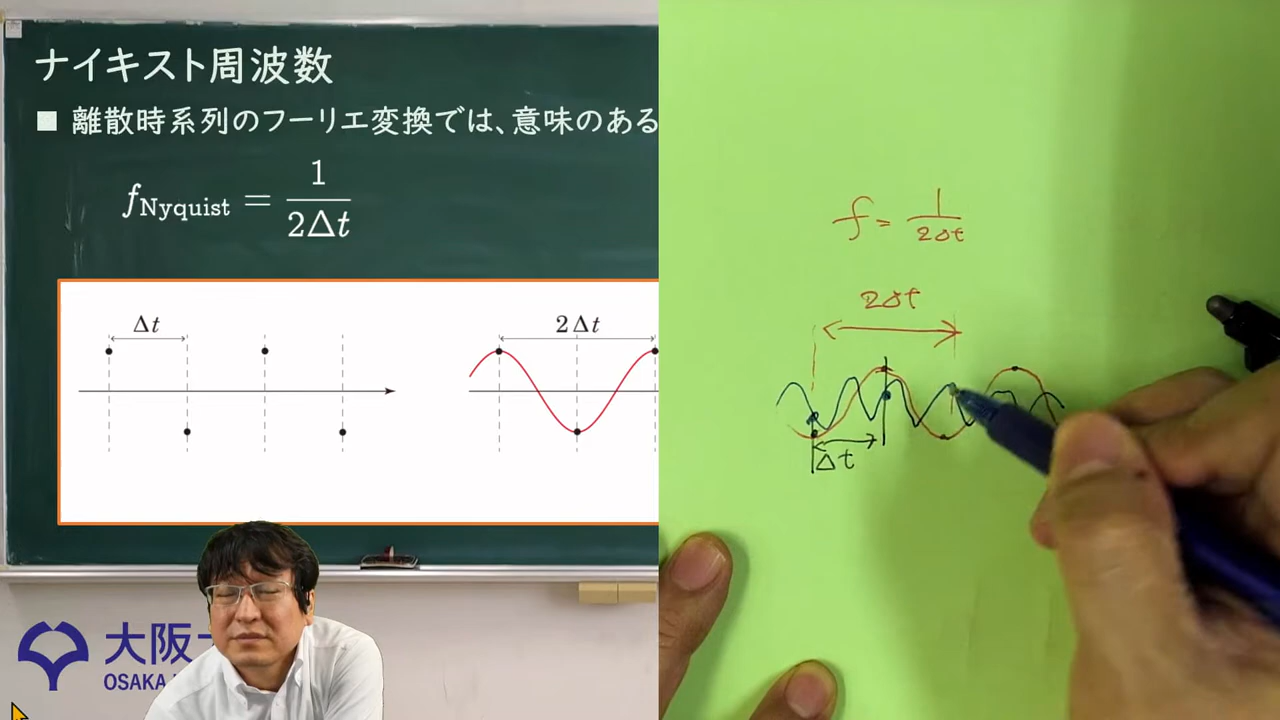 ナイキスト周波数
■ 離散時系列のフーリエ変換では、意味のある
f_Nyquist = 1/(2Δt)
Δt
2Δt
大阪
OSAKA
f = 1/(2Δt)
2Δt
Δt